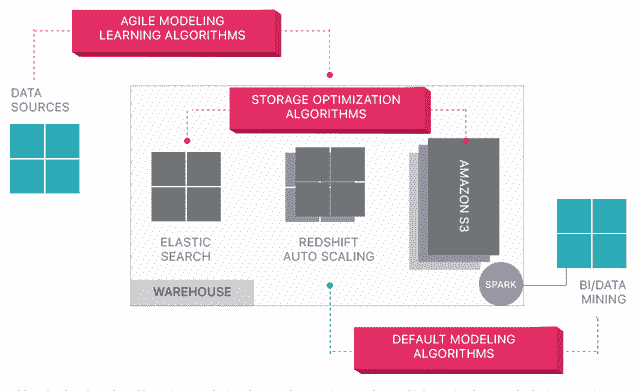 AGILE MODELING
LEARNING ALGORITHMS
DATA
SOURCES
STORAGE OPTIMIZATION
ALGORITHMS
AMAZON S3
ELASTIC
SEARCH
REDSHIFT
AUTO SCALING
SPARK
BI/DATA
MINING
WAREHOUSE
DEFAULT MODELING
ALGORITHMS